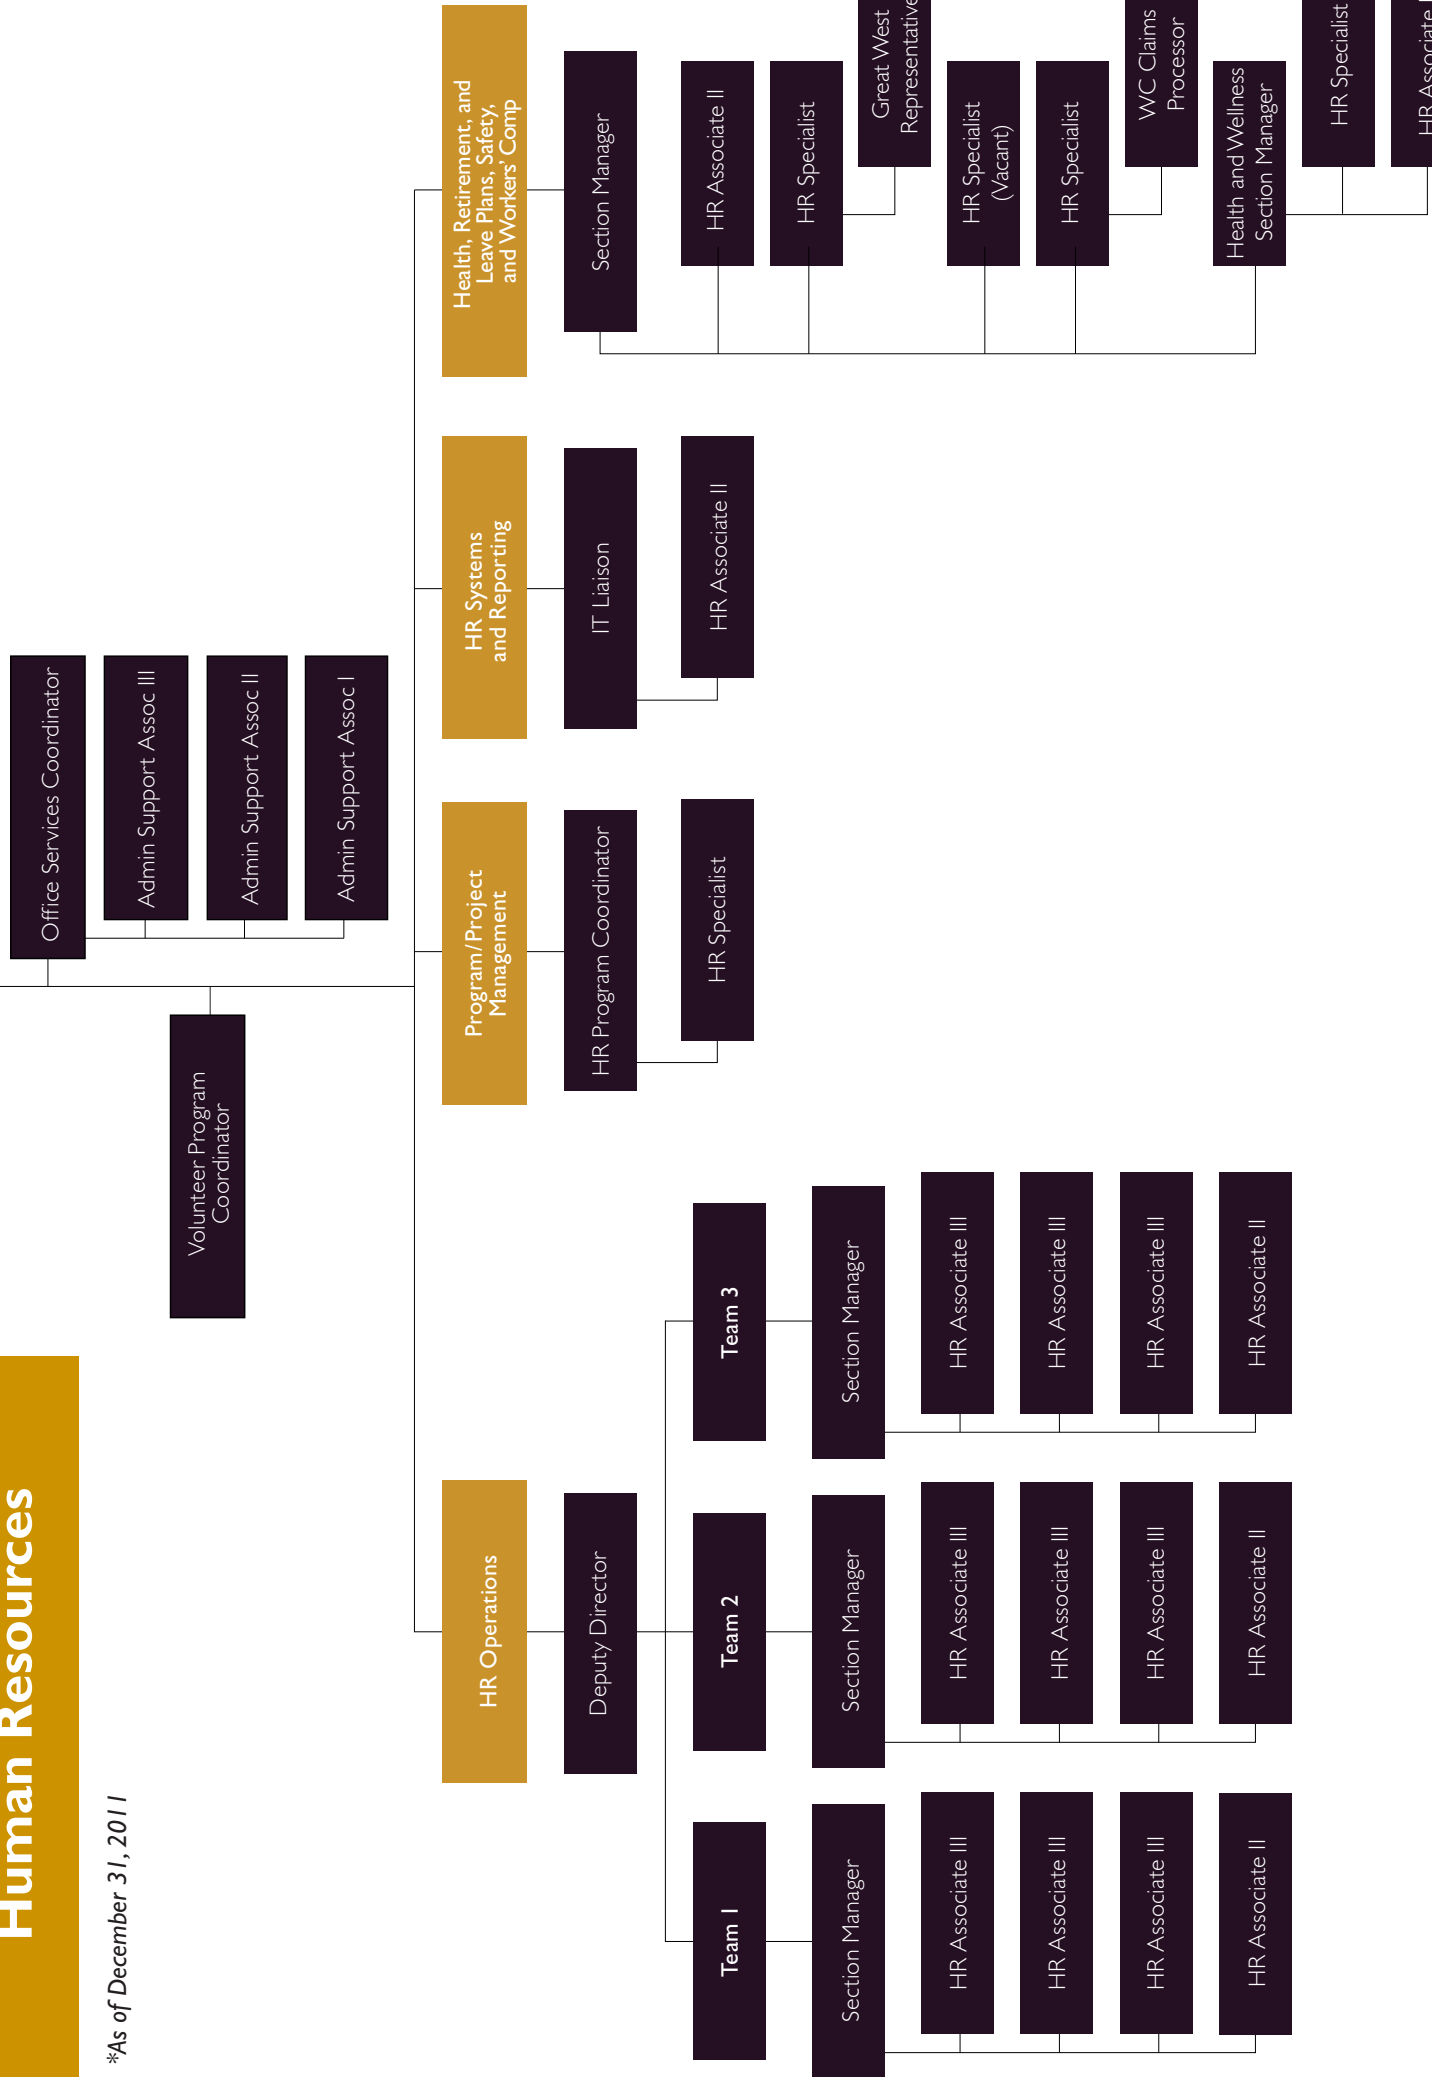 Human Resources
*As of December 31, 2011
Office Services Coordinator
Admin Support Assoc III
Admin Support Assoc II
Admin Support Assoc I
Volunteer Program
Coordinator
HR Operations
Deputy Director
Team 1
Section Manager
HR Associate III
HR Associate III
HR Associate III
HR Associate II
Team 2
Section Manager
HR Associate III
HR Associate III
HR Associate III
HR Associate II
Team 3
Section Manager
HR Associate III
HR Associate III
HR Associate III
HR Associate II
Program/Project
Management
HR Program Coordinator
HR Specialist
HR Systems
and Reporting
IT Liaison
HR Associate II
Health, Retirement, and
Leave Plans, Safety,
and Workers' Comp
Section Manager
HR Associate II
HR Specialist
Great West
Representative
HR Specialist
(Vacant)
HR Specialist
WC Claims
Processor
Health and Wellness
Section Manager
HR Specialist
HR Associate